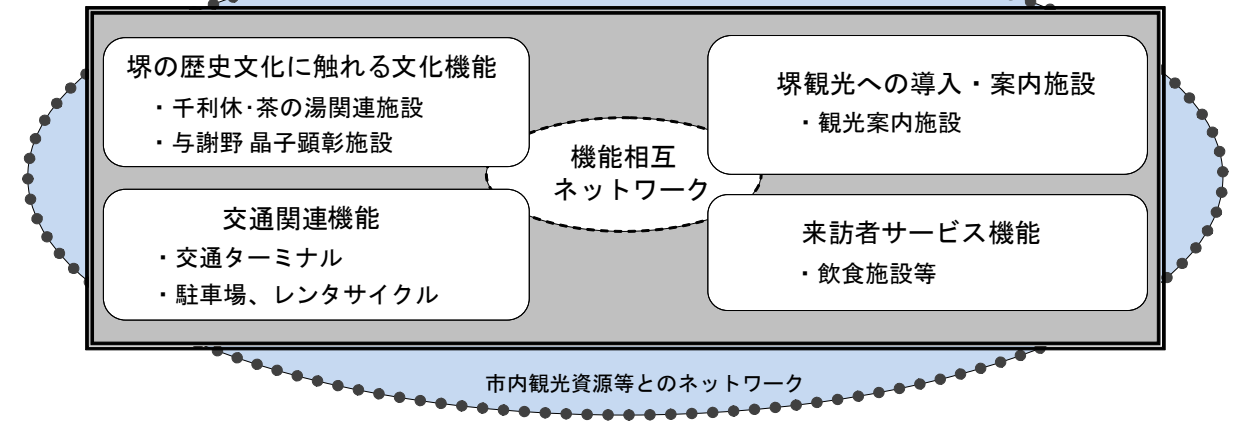 堺の歴史文化に触れる文化機能
・千利休･茶の湯関連施設
・与謝野 晶子顕彰施設
堺観光への導入・案内施設
・観光案内施設
機能相互
ネットワーク
交通関連機能
・交通ターミナル
・駐車場、レンタサイクル
来訪者サービス機能
・飲食施設等
市内観光資源等とのネットワーク